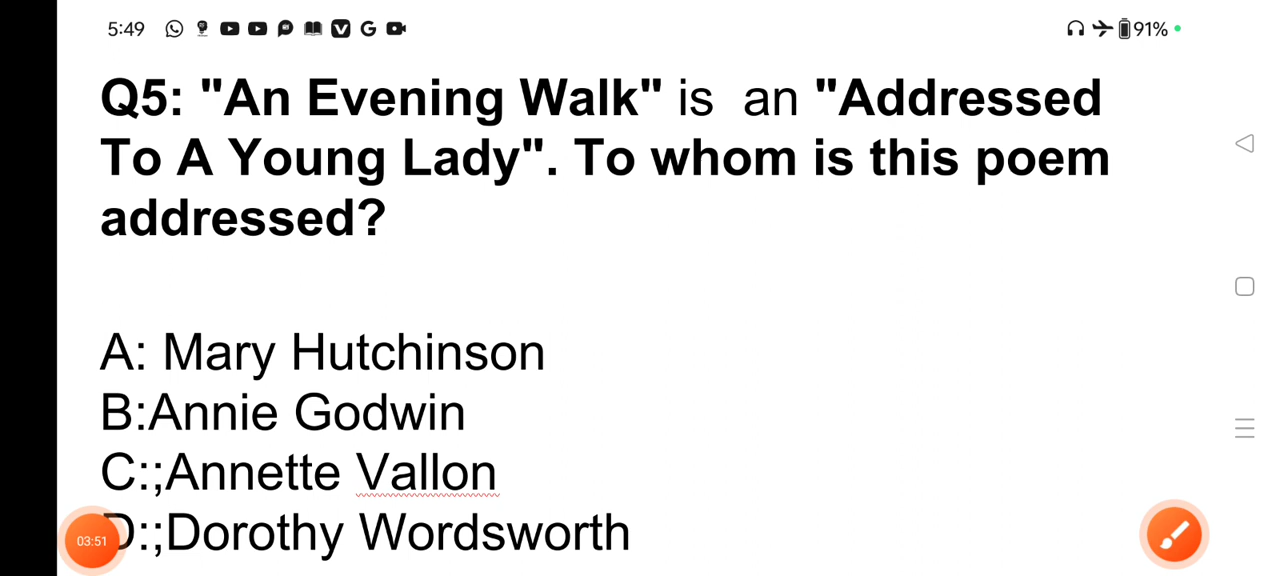 5:49 91%
Q5: "An Evening Walk" is an "Addressed
To A Young Lady". To whom is this poem
addressed?
A: Mary Hutchinson
B:Annie Godwin
C:;Annette Vallon
D:;Dorothy Wordsworth
03:51